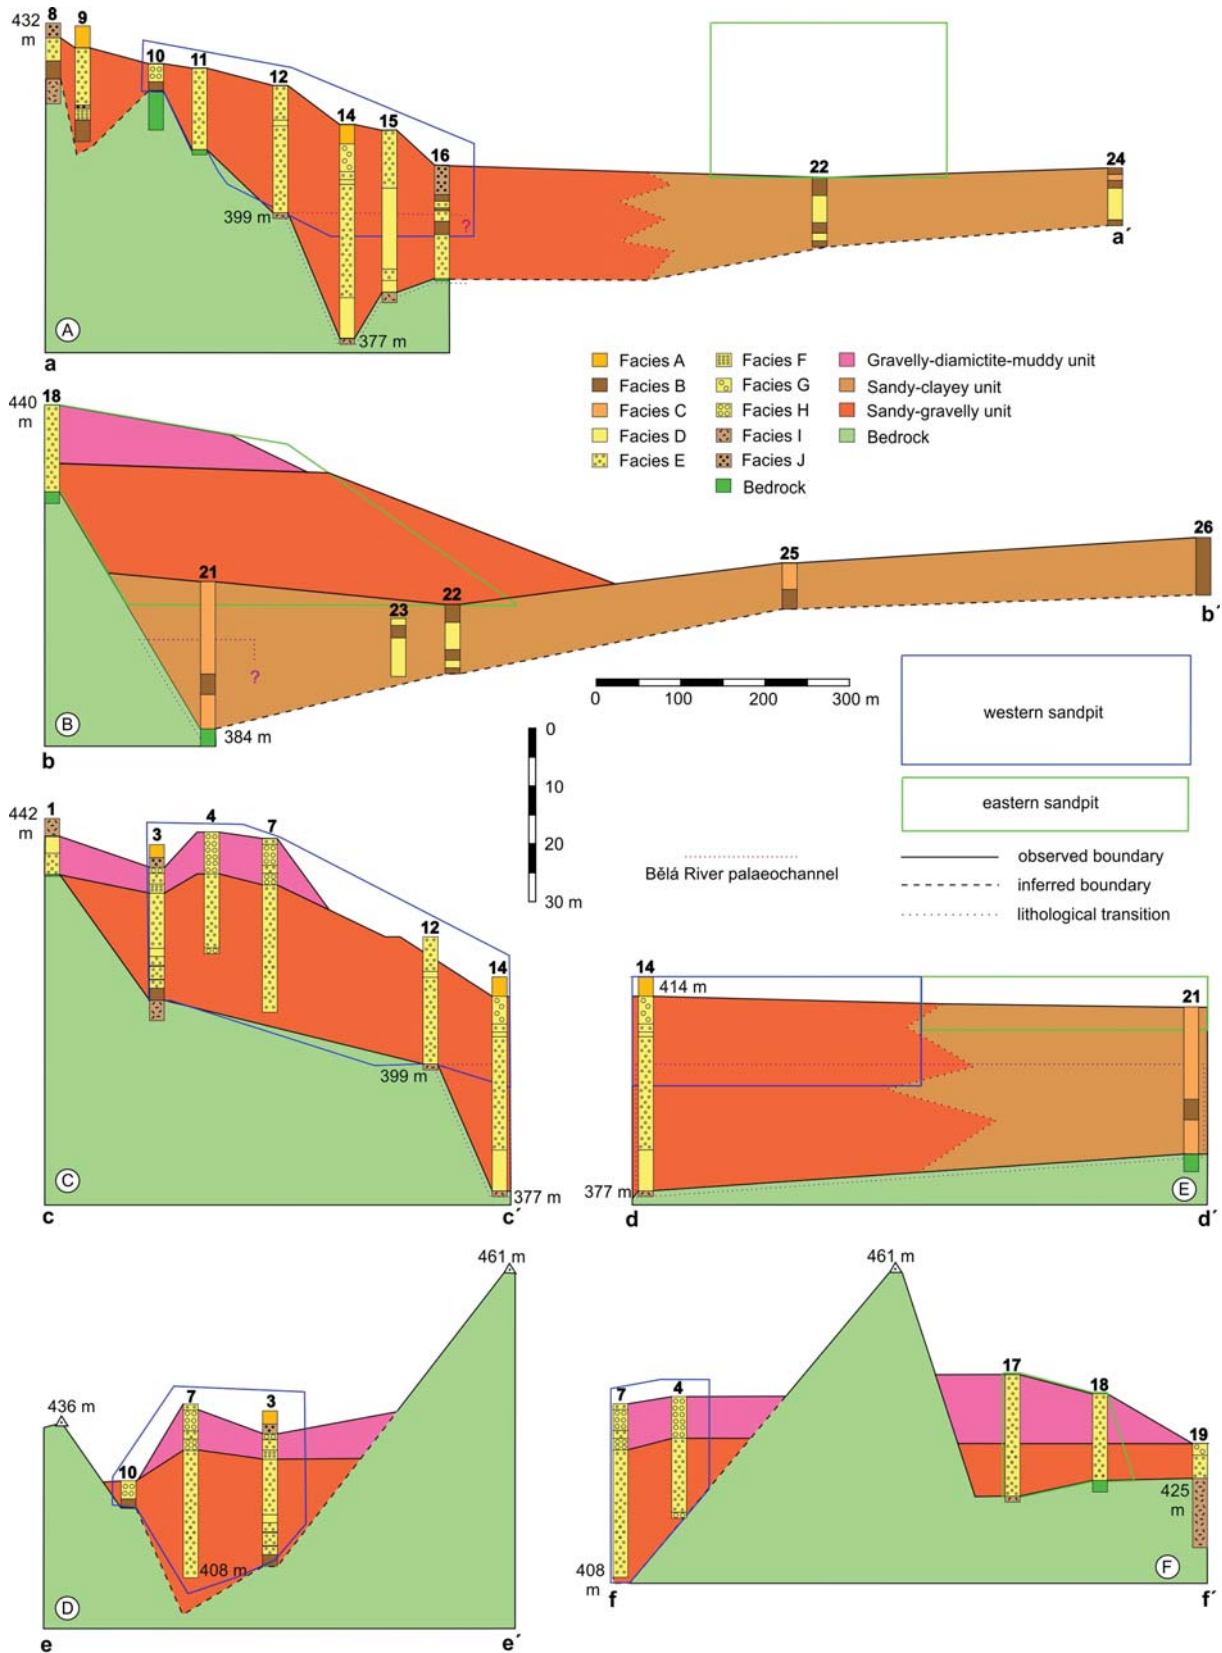 432
m
8
9
10
11
12
14
15
16
22
24
399 m
?
377 m
A
a
a´
Facies A
Facies B
Facies C
Facies D
Facies E
Facies F
Facies G
Facies H
Facies I
Facies J
Bedrock
Gravelly-diamictite-muddy unit
Sandy-clayey unit
Sandy-gravelly unit
Bedrock
440
m
18
21
23
22
25
26
?
384 m
B
b
b´
0
100
200
300 m
0
10
20
30 m
western sandpit
eastern sandpit
Bělá River palaeochannel
observed boundary
inferred boundary
lithological transition
442
m
1
3
4
7
12
14
399 m
377 m
C
c
c´
14
414 m
21
377 m
E
d
d´
461 m
436 m
10
7
3
408 m
D
e
e´
461 m
7
4
17
18
19
425
m
408
m
F
f
f´